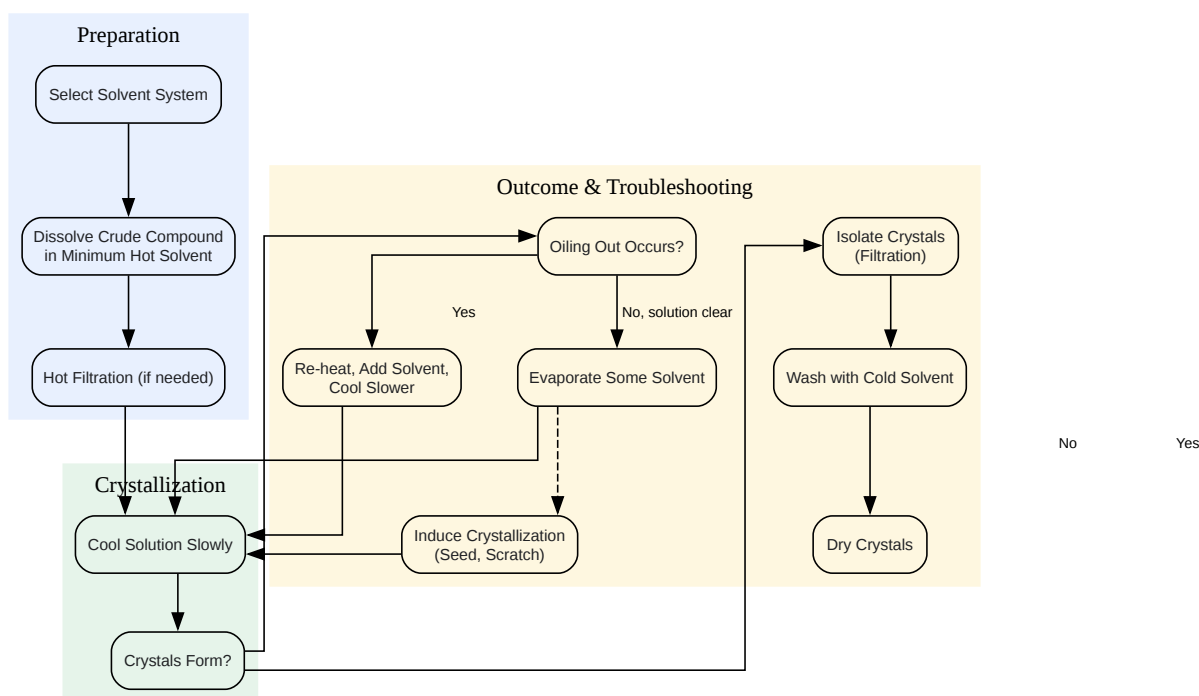 Preparation
Select Solvent System
Dissolve Crude Compound
in Minimum Hot Solvent
Hot Filtration (if needed)
Crystallization
Cool Solution Slowly
Crystals Form?
Outcome & Troubleshooting
Oiling Out Occurs?
Isolate Crystals
(Filtration)
Yes
No, solution clear
Re-heat, Add Solvent,
Cool Slower
Evaporate Some Solvent
Wash with Cold Solvent
Induce Crystallization
(Seed, Scratch)
Dry Crystals
No
Yes